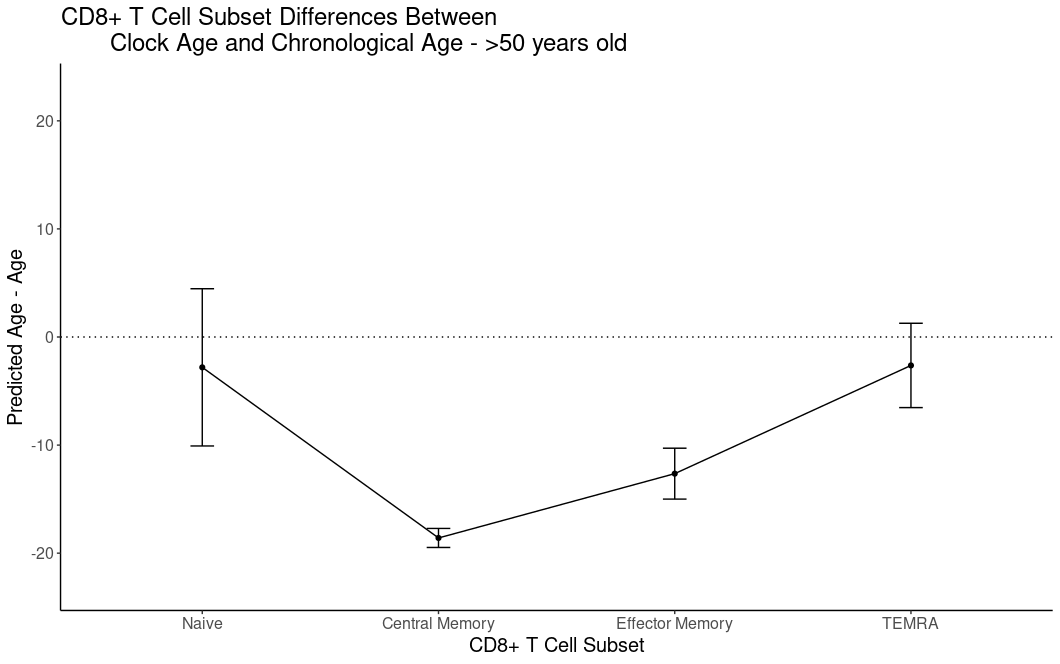 CD8+ T Cell Subset Differences Between
Clock Age and Chronological Age - >50 years old
20
10
0
-10
-20
Predicted Age - Age
Naive
Central Memory
Effector Memory
TEMRA
CD8+ T Cell Subset